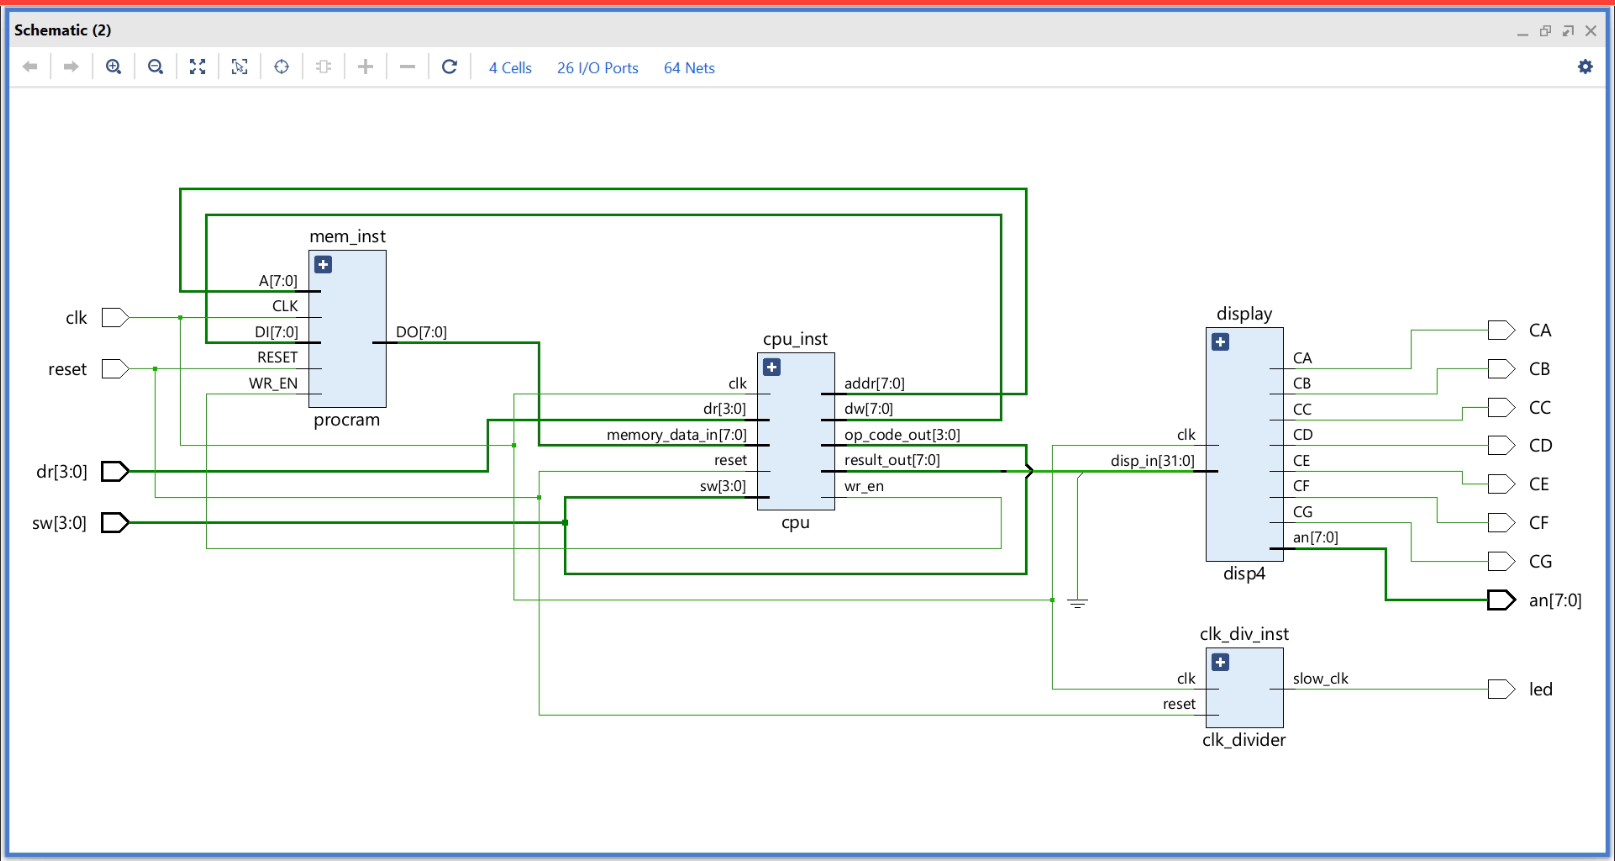 Schematic (2)
4 Cells 26 I/O Ports 64 Nets
mem_inst
A[7:0]
CLK
DI[7:0]
RESET
WR_EN
DO[7:0]
procram
clk
reset
dr[3:0]
sw[3:0]
cpu_inst
clk
dr[3:0]
memory_data_in[7:0]
reset
sw[3:0]
addr[7:0]
dw[7:0]
op_code_out[3:0]
result_out[7:0]
wr_en
cpu
display
clk
disp_in[31:0]
CA
CB
CC
CD
CE
CF
CG
an[7:0]
disp4
clk_div_inst
clk
reset
slow_clk
clk_divider
CA
CB
CC
CD
CE
CF
CG
an[7:0]
led